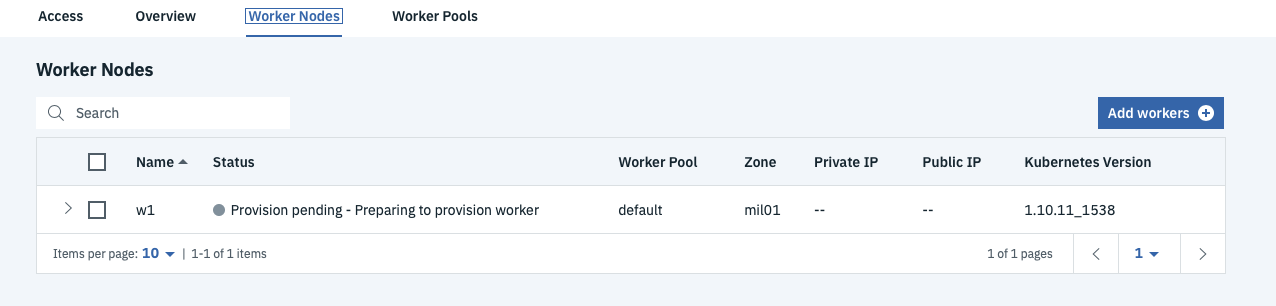 Access Overview Worker Nodes Worker Pools
Worker Nodes
Search Add workers
Name Status Worker Pool Zone Private IP Public IP Kubernetes Version
w1 Provision pending - Preparing to provision worker default mil01 -- -- 1.10.11_1538
Items per page: 10 | 1-1 of 1 items 1 of 1 pages 1